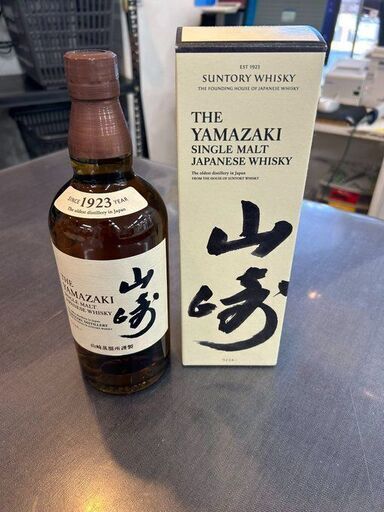 SINCE 1923 YEAR
The oldest distillery in Japan
THE
YAMAZAKI
SINGLE MALT
JAPANESE WHISKY
山崎
山崎蒸溜所謹製
EST 1923
SUNTORY WHISKY
THE FOUNDING HOUSE OF JAPANESE WHISKY
THE
YAMAZAKI
SINGLE MALT
JAPANESE WHISKY
The oldest distillery in Japan
FROM THE HOUSE OF SUNTORY WHISKY
山崎